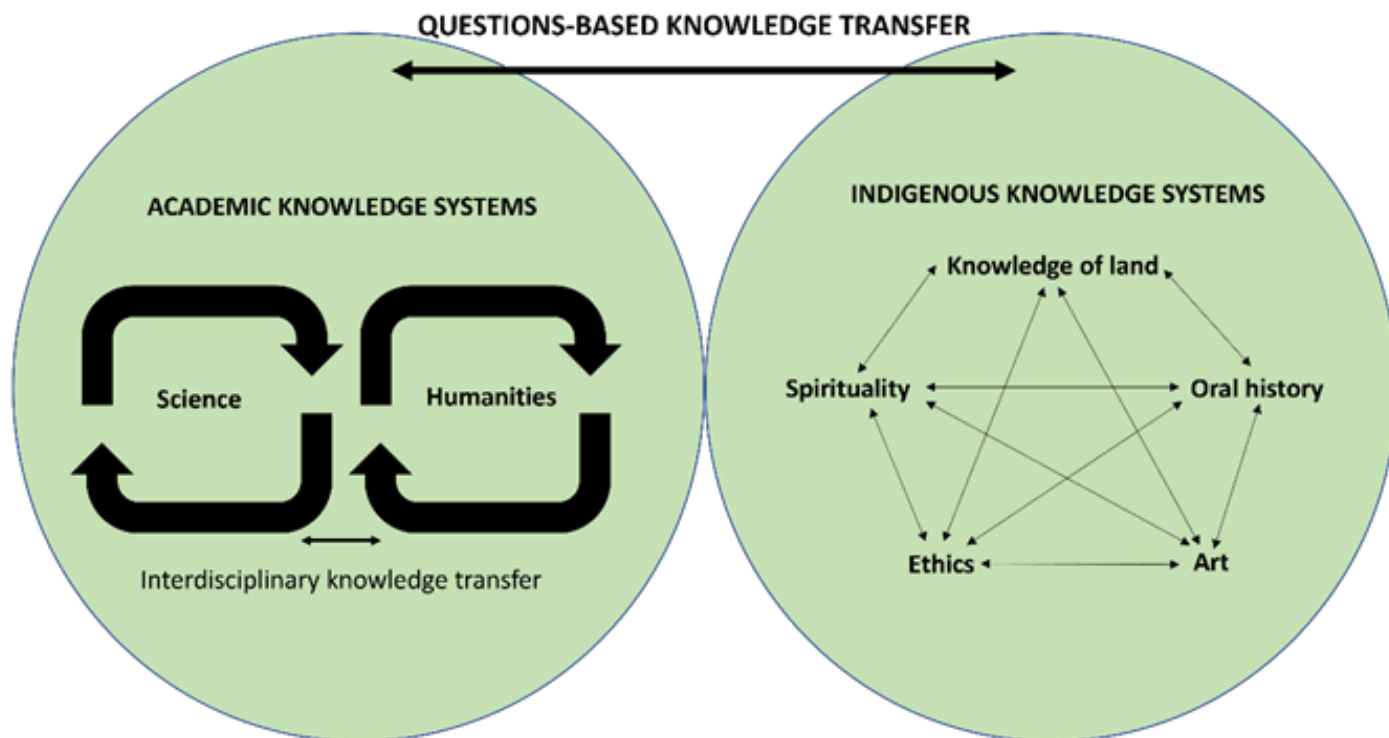 QUESTIONS-BASED KNOWLEDGE TRANSFER
ACADEMIC KNOWLEDGE SYSTEMS
Science
Humanities
Interdisciplinary knowledge transfer
INDIGENOUS KNOWLEDGE SYSTEMS
Knowledge of land
Spirituality
Oral history
Ethics
Art